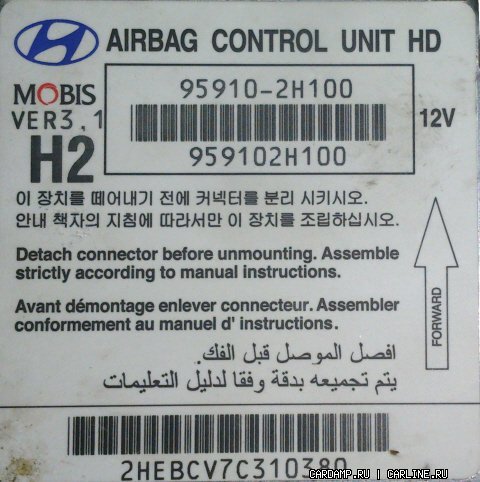 AIRBAG CONTROL UNIT HD
MOBIS
VER3.1
H2
95910-2H100
959102H100
12V
이 장치를 떼어내기 전에 커넥터를 분리 시키시오.
안내 책자의 지침에 따라서만 이 장치를 조립하십시오.
Detach connector before unmounting. Assemble
strictly according to manual instructions.
Avant démontage enlever connecteur. Assembler
conformement au manuel d' instructions.
افصل الموصل قبل الفك.
يتم تجميعه بدقة وفقا لدليل التعليمات
FORWARD
2HEBCV7C310380
CARDAMP.RU | CARLINE.RU